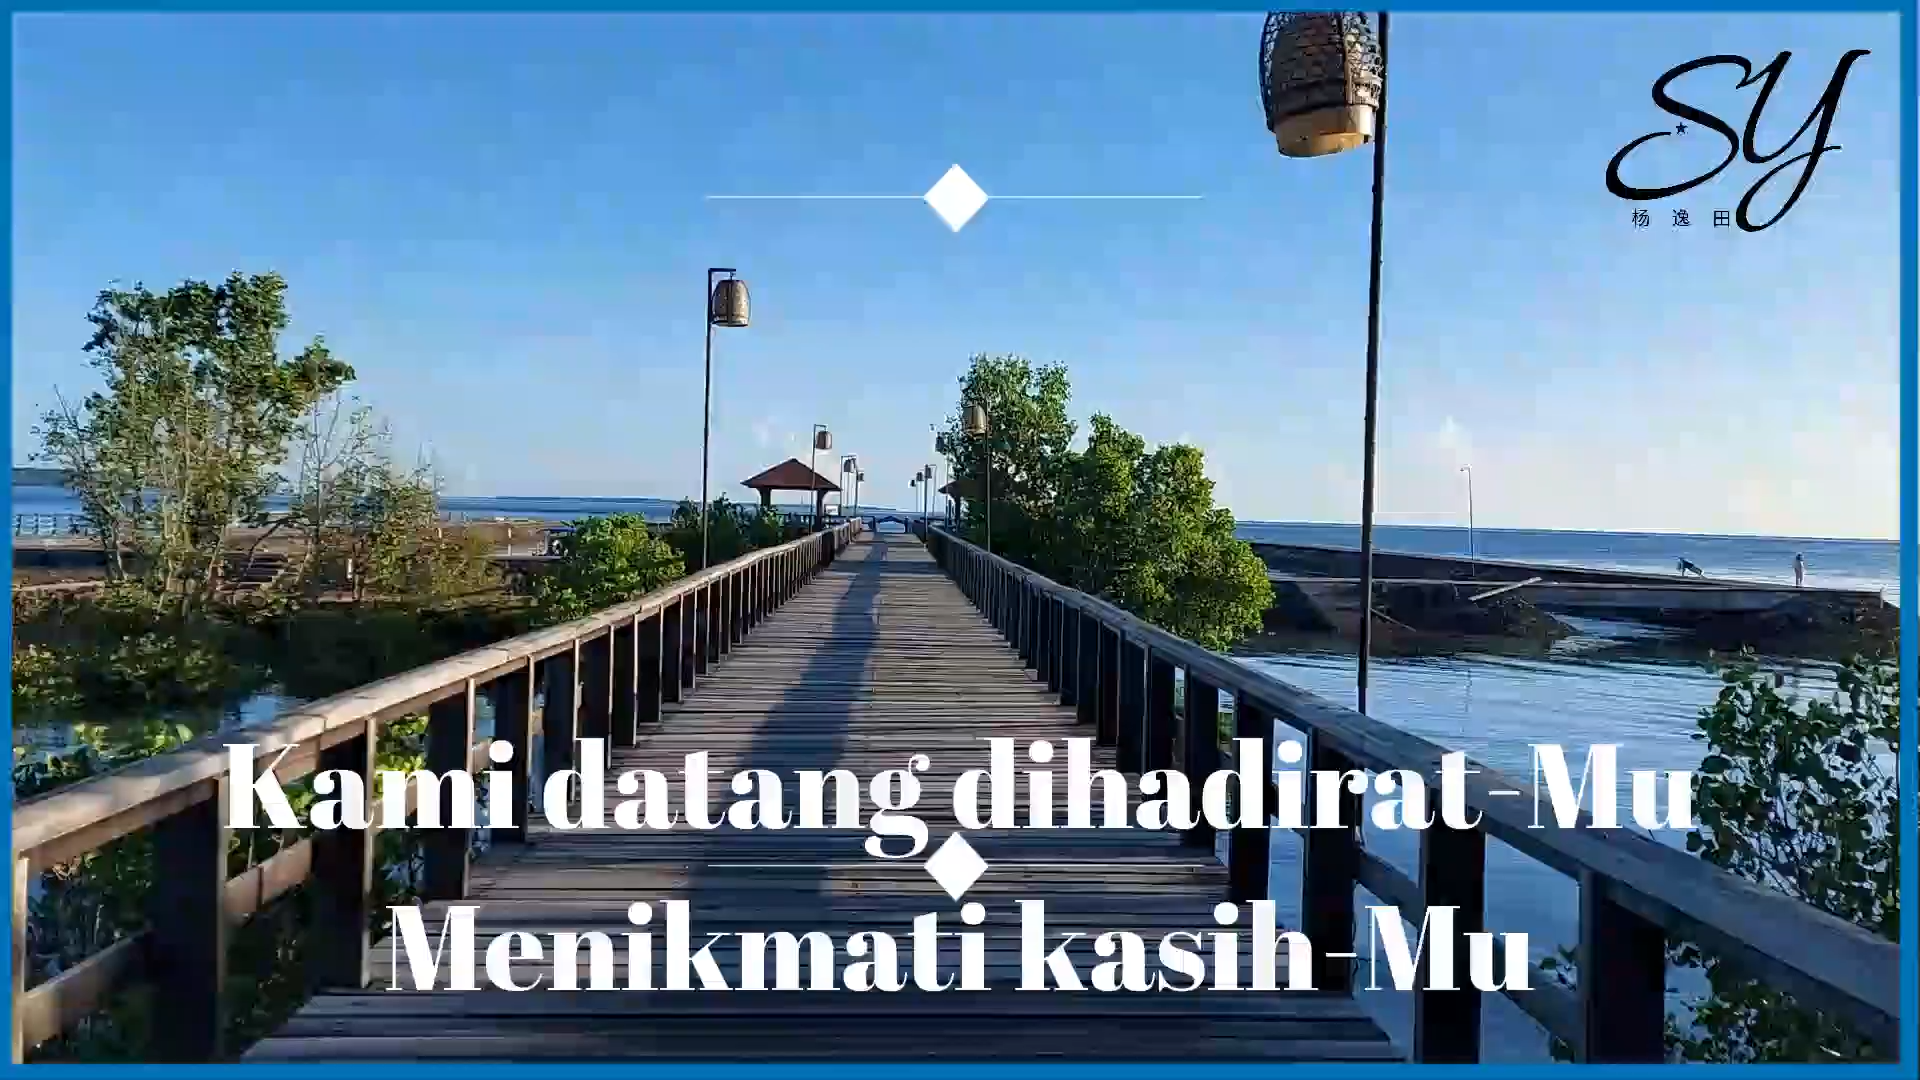 SY
杨 逸 田
Kami datang dihadirat-Mu
Menikmati kasih-Mu